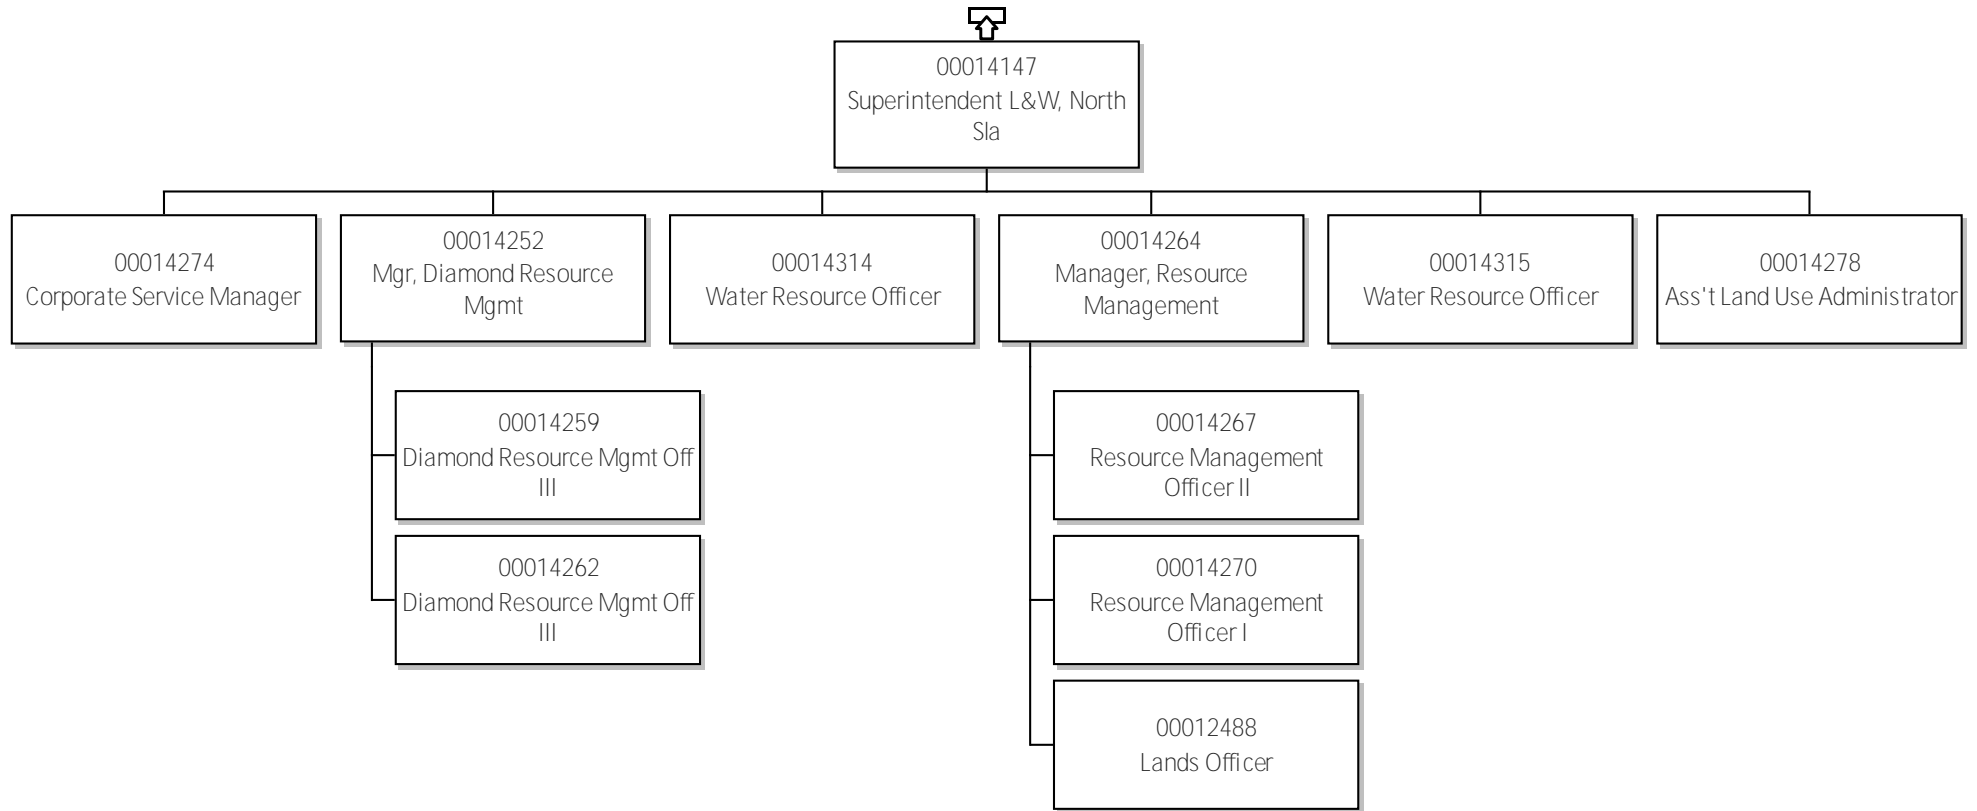 00014147
Superintendent L&W, North
Sla
00014274
Corporate Service Manager
00014252
Mgr, Diamond Resource
Mgmt
00014314
Water Resource Officer
00014264
Manager, Resource
Management
00014315
Water Resource Officer
00014278
Ass't Land Use Administrator
00014259
Diamond Resource Mgmt Off
III
00014262
Diamond Resource Mgmt Off
III
00014267
Resource Management
Officer II
00014270
Resource Management
Officer I
00012488
Lands Officer